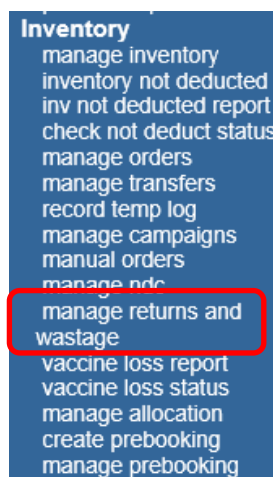 Inventory
manage inventory
inventory not deducted
inv not deducted report
check not deduct status
manage orders
manage transfers
record temp log
manage campaigns
manual orders
manage ndc
manage returns and
wastage
vaccine loss report
vaccine loss status
manage allocation
create prebooking
manage prebooking